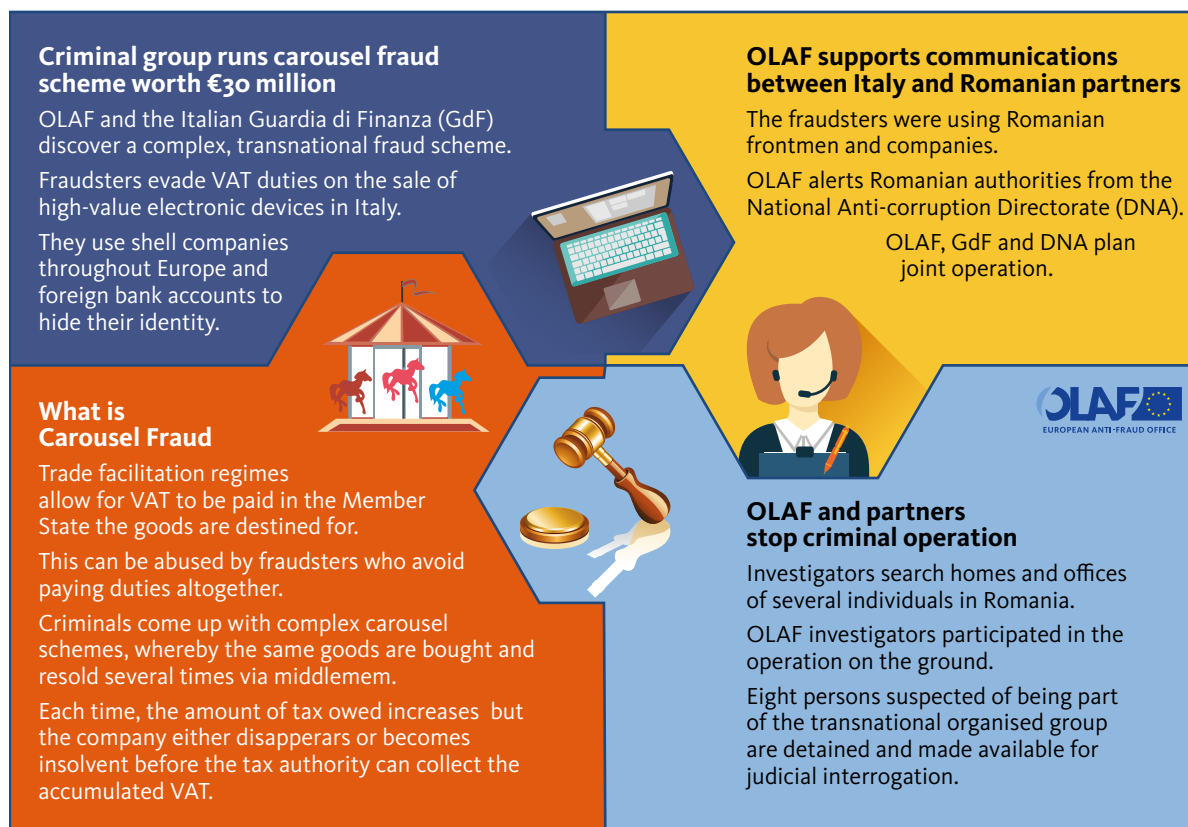 Criminal group runs carousel fraud
scheme worth €30 million
OLAF and the Italian Guardia di Finanza (GdF)
discover a complex, transnational fraud scheme.
Fraudsters evade VAT duties on the sale of
high-value electronic devices in Italy.
They use shell companies
throughout Europe and
foreign bank accounts to
hide their identity.
OLAF supports communications
between Italy and Romanian partners
The fraudsters were using Romanian
frontmen and companies.
OLAF alerts Romanian authorities from the
National Anti-corruption Directorate (DNA).
OLAF, GdF and DNA plan
joint operation.
What is
Carousel Fraud
Trade facilitation regimes
allow for VAT to be paid in the Member
State the goods are destined for.
This can be abused by fraudsters who avoid
paying duties altogether.
Criminals come up with complex carousel
schemes, whereby the same goods are bought and
resold several times via middlemem.
Each time, the amount of tax owed increases but
the company either disapperars or becomes
insolvent before the tax authority can collect the
accumulated VAT.
OLAF
EUROPEAN ANTI-FRAUD OFFICE
OLAF and partners
stop criminal operation
Investigators search homes and offices
of several individuals in Romania.
OLAF investigators participated in the
operation on the ground.
Eight persons suspected of being part
of the transnational organised group
are detained and made available for
judicial interrogation.